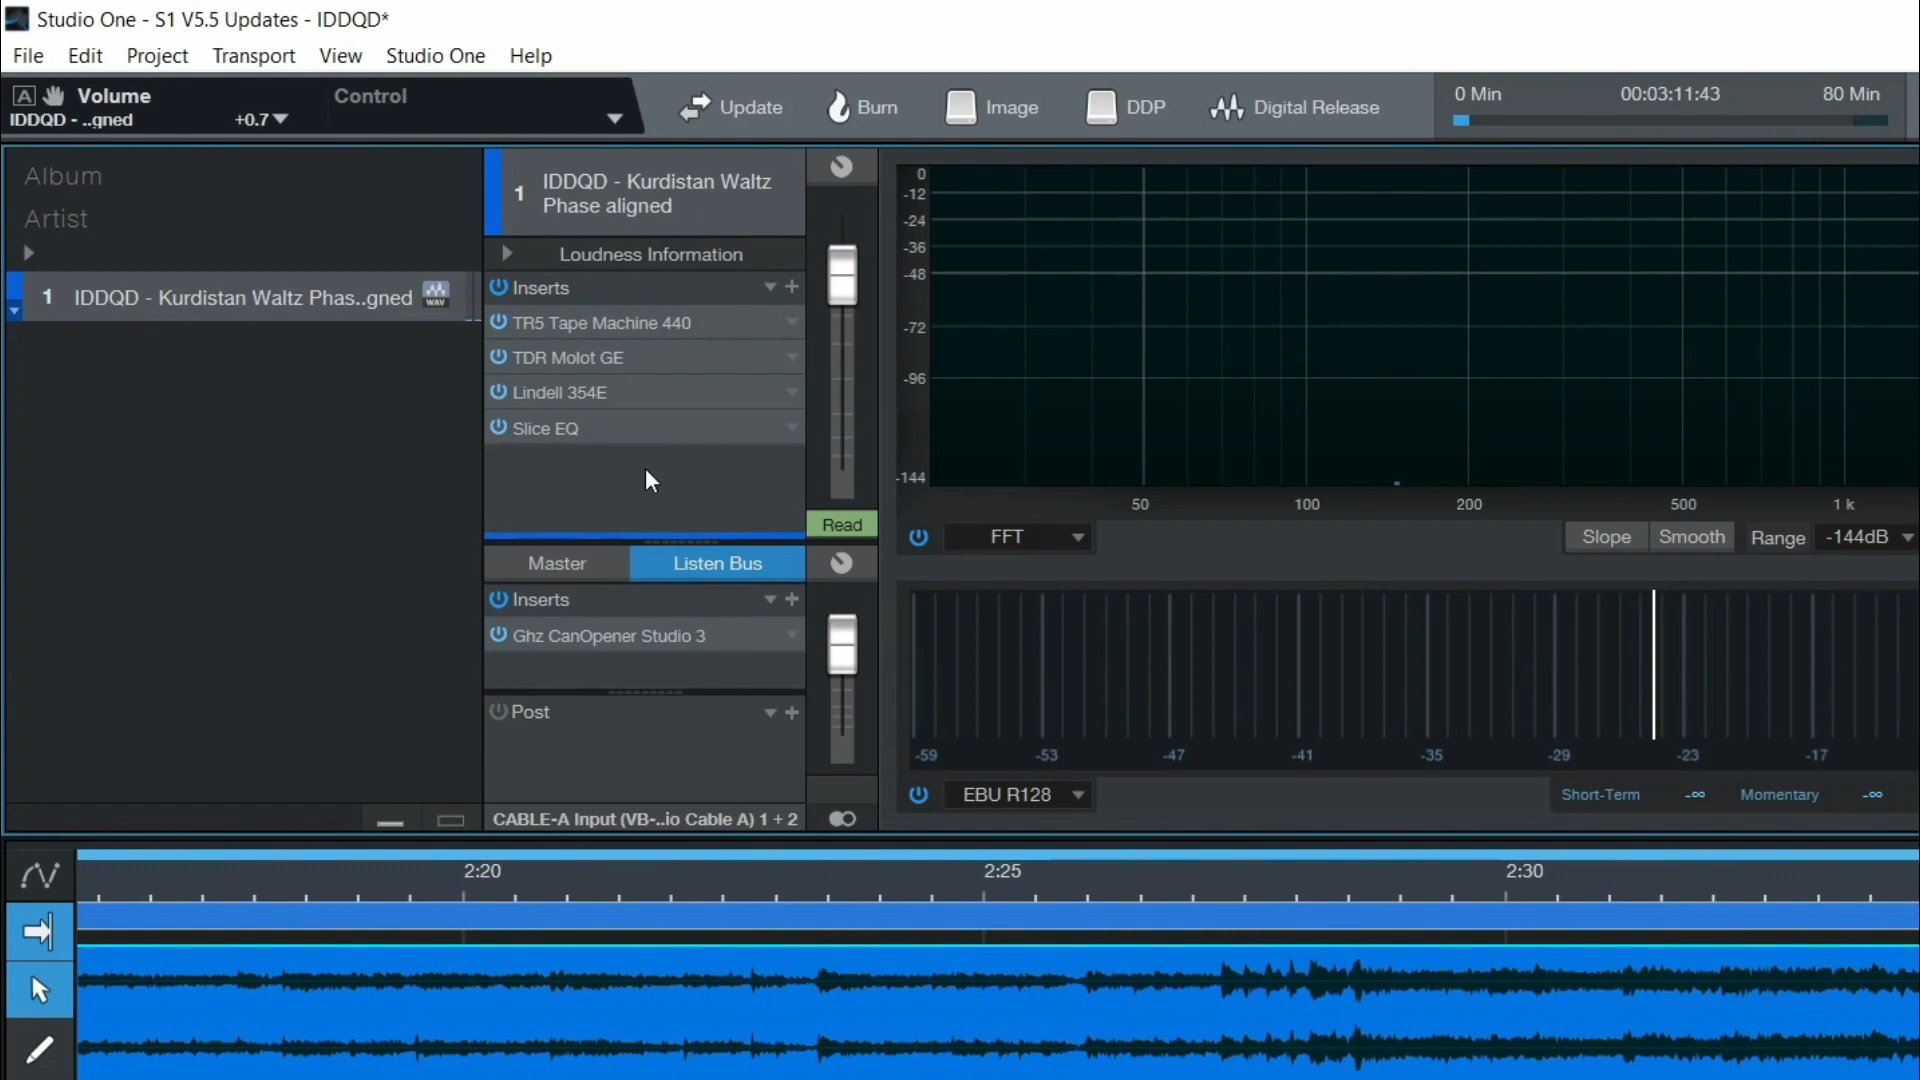 Studio One - S1 V5.5 Updates - IDDQD*
File Edit Project Transport View Studio One Help
A Volume Control
IDDQD - ..gned +0.7
Update Burn Image DDP Digital Release
0 Min 00:03:11:43 80 Min
Album
Artist
1 IDDQD - Kurdistan Waltz Phas..gned WAV
1 IDDQD - Kurdistan Waltz
Phase aligned
Loudness Information
Inserts
TR5 Tape Machine 440
TDR Molot GE
Lindell 354E
Slice EQ
Read
Master Listen Bus
Inserts
Ghz CanOpener Studio 3
Post
CABLE-A Input (VB-..io Cable A) 1 + 2
0
-12
-24
-36
-48
-72
-96
-144
50 100 200 500 1 k
FFT Slope Smooth Range -144dB
-59 -53 -47 -41 -35 -29 -23 -17
EBU R128 Short-Term -∞ Momentary -∞
2:20 2:25 2:30